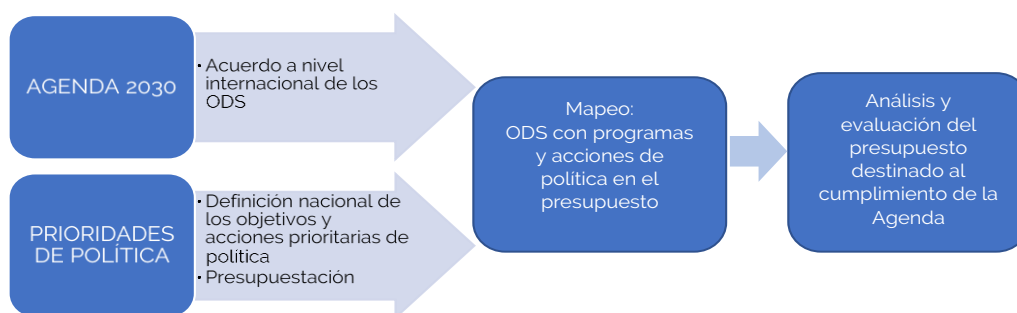 AGENDA 2030
• Acuerdo a nivel
internacional de los
ODS
PRIORIDADES
DE POLÍTICA
• Definición nacional de
los objetivos y
acciones prioritarias de
política
• Presupuestación
Mapeo:
ODS con programas
y acciones de
política en el
presupuesto
Análisis y
evaluación del
presupuesto
destinado al
cumplimiento de la
Agenda